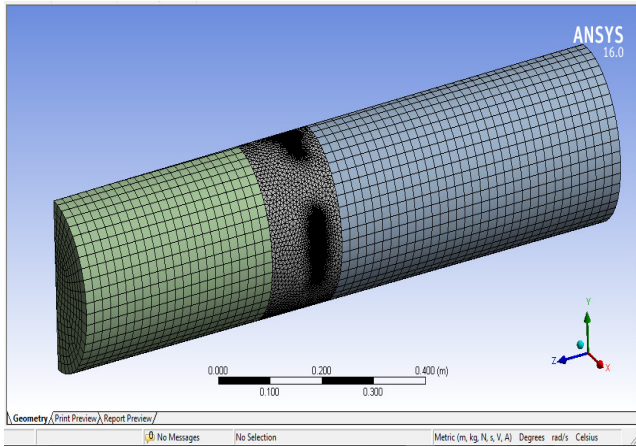 ANSYS
16.0
Y
Z
X
0.000 0.200 0.400 (m)
0.100 0.300
Geometry Print Preview Report Preview
No Messages No Selection Metric (m, kg, N, s, V, A) Degrees rad/s Celsius